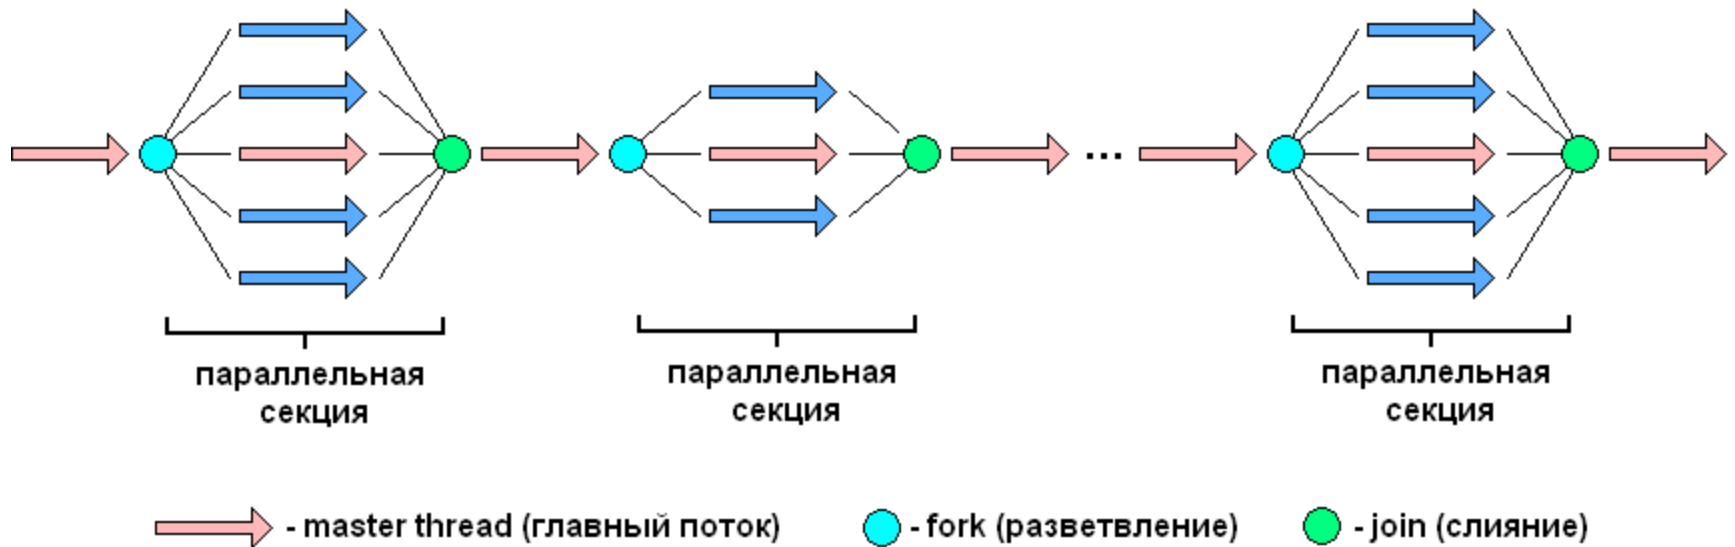 ...
параллельная
секция
параллельная
секция
параллельная
секция
- master thread (главный поток)
- fork (разветвление)
- join (слияние)